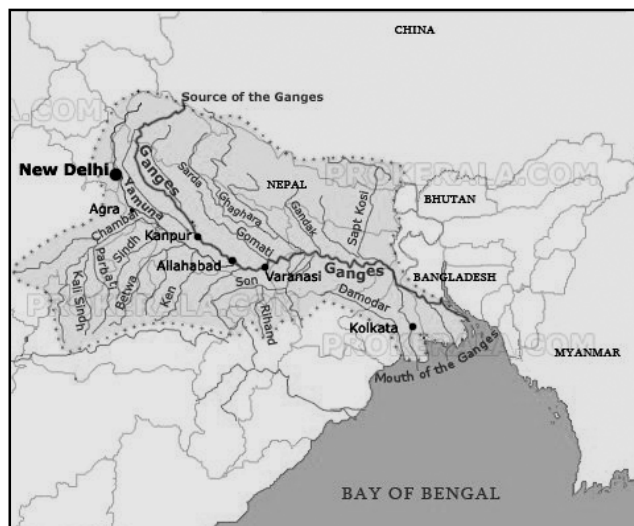 CHINA
Source of the Ganges
PROKERALA.COM
New Delhi
Ganges
Yamuna
Sarda
Ghaghara
NEPAL
Gandak
Sapt Kosi
PROKERALA.COM
BHUTAN
Agra
Chambal
Kanpur
Gomati
Sindh
Allahabad
Varanasi
Ganges
BANGLADESH
Kali Sindh
Parbati
Betwa
Ken
Son
Rihand
Damodar
Kolkata
PROKERALA.COM
PROKERALA.COM
MYANMAR
Mouth of the Ganges
BAY OF BENGAL